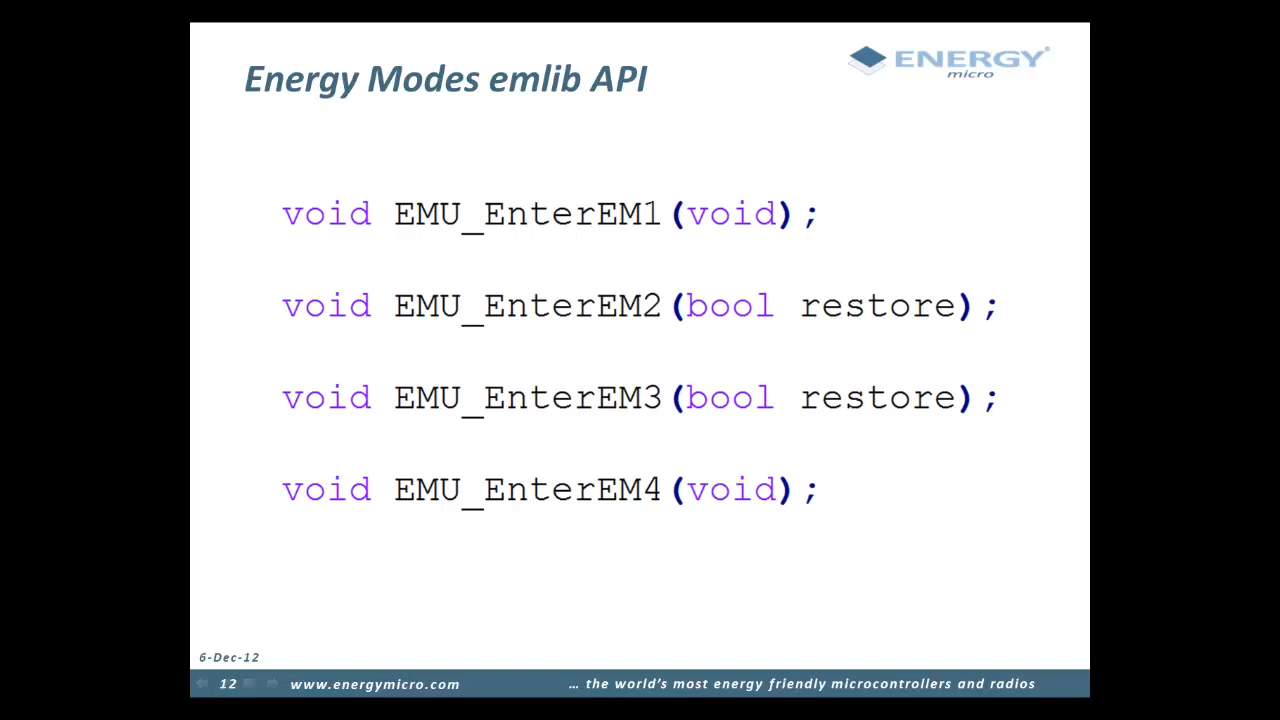 Energy Modes emlib API
ENERGY
micro
void EMU_EnterEM1(void);
void EMU_EnterEM2(bool restore);
void EMU_EnterEM3(bool restore);
void EMU_EnterEM4(void);
6-Dec-12
12 www.energymicro.com … the world’s most energy friendly microcontrollers and radios